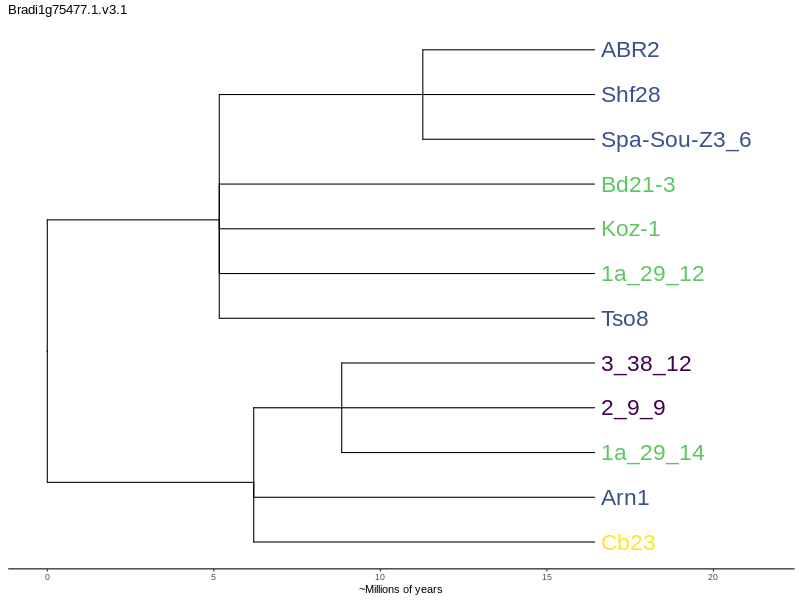 Bradi1g75477.1.v3.1
ABR2
Shf28
Spa-Sou-Z3_6
Bd21-3
Koz-1
1a_29_12
Tso8
3_38_12
2_9_9
1a_29_14
Arn1
Cb23
0 5 10 15 20
~Millions of years